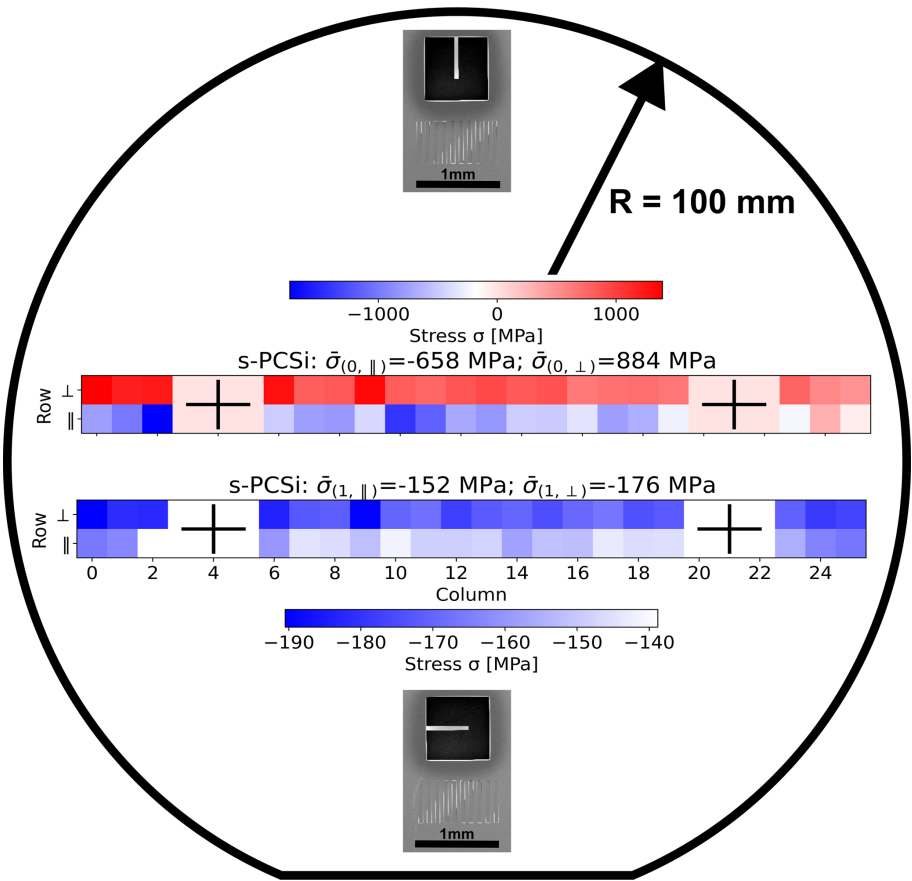 1mm
R = 100 mm
−1000 0 1000
Stress σ [MPa]
s-PCSi: σ̄(0, ∥)=-658 MPa; σ̄(0, ⊥)=884 MPa
Row
⊥
∥
s-PCSi: σ̄(1, ∥)=-152 MPa; σ̄(1, ⊥)=-176 MPa
Row
⊥
∥
0 2 4 6 8 10 12 14 16 18 20 22 24
Column
−190 −180 −170 −160 −150 −140
Stress σ [MPa]
1mm